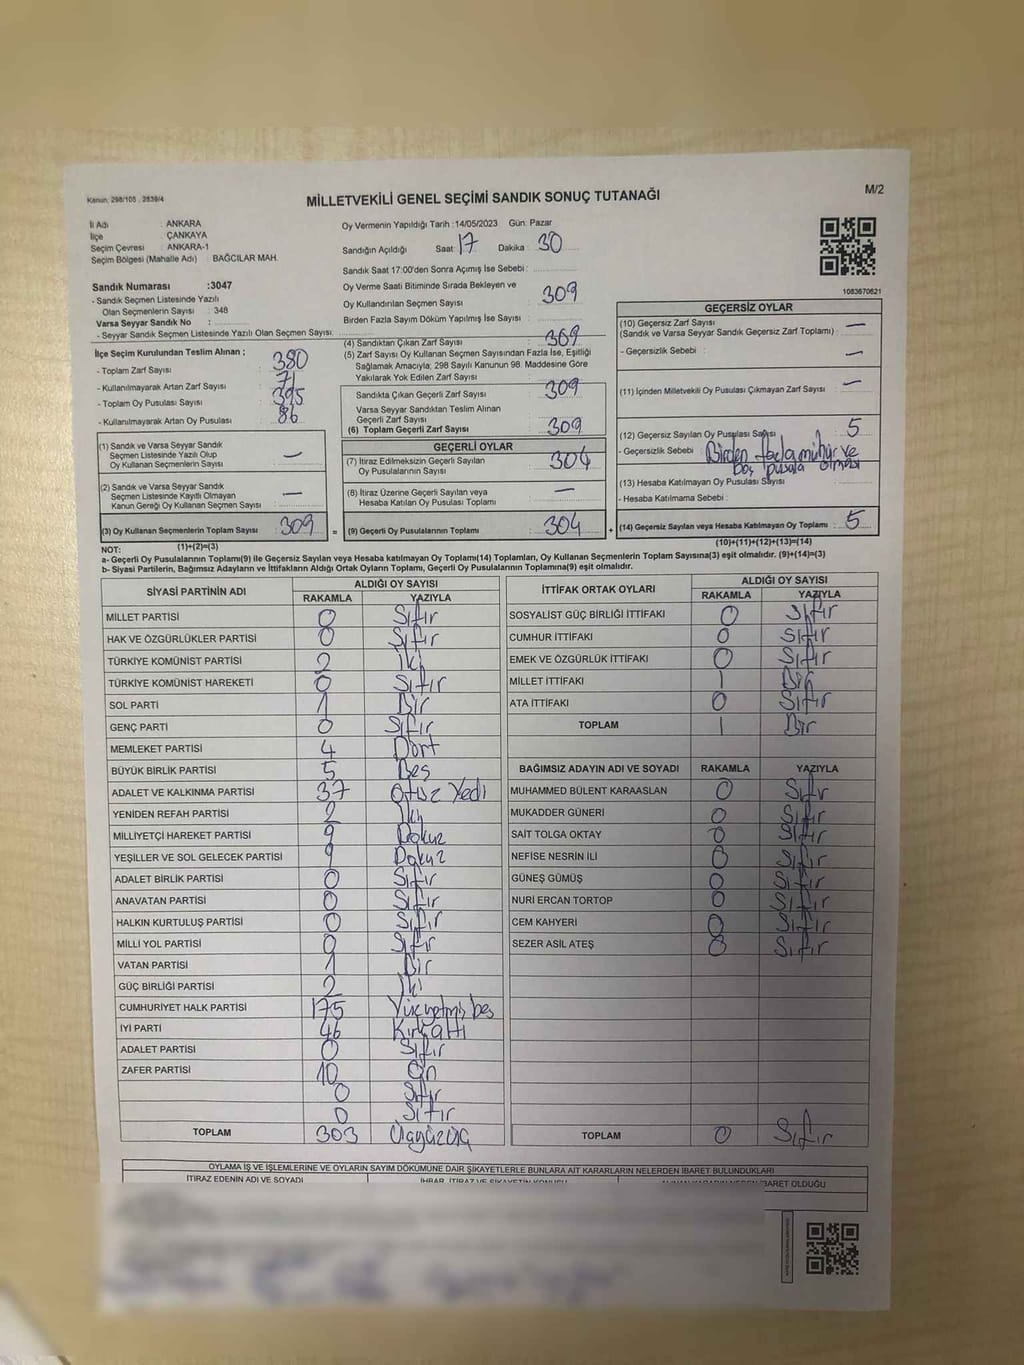 Kanun, 298/105 , 2839/4
MİLLETVEKİLİ GENEL SEÇİMİ SANDIK SONUÇ TUTANAĞI
M/2
İl Adı : ANKARA
İlçe : ÇANKAYA
Seçim Çevresi : ANKARA-1
Seçim Bölgesi (Mahalle Adı) : BAĞCILAR MAH.
Oy Vermenin Yapıldığı Tarih :14/05/2023 Gün: Pazar
Sandığın Açıldığı Saat: 17 Dakika : 30
Sandık Saat 17:00'den Sonra Açımış İse Sebebi :
Oy Verme Saati Bitiminde Sırada Bekleyen ve
Oy Kullandırılan Seçmen Sayısı : 309
Birden Fazla Sayım Döküm Yapılmış İse Sayısı :
1083670621
Sandık Numarası :3047
- Sandık Seçmen Listesinde Yazılı
Olan Seçmenlerin Sayısı : 348
Varsa Seyyar Sandık No :
- Seyyar Sandık Seçmen Listesinde Yazılı Olan Seçmen Sayısı:
İlçe Seçim Kurulundan Teslim Alınan ;
- Toplam Zarf Sayısı : 380
- Kullanılmayarak Artan Zarf Sayısı : 71
- Toplam Oy Pusulası Sayısı : 395
- Kullanılmayarak Artan Oy Pusulası : 86
(1) Sandık ve Varsa Seyyar Sandık
Seçmen Listesinde Yazılı Olup
Oy Kullanan Seçmenlerin Sayısı : —
(2) Sandık ve Varsa Seyyar Sandık
Seçmen Listesinde Kayıtlı Olmayan
Kanun Gereği Oy Kullanan Seçmen Sayısı : —
(3) Oy Kullanan Seçmenlerin Toplam Sayısı : 309
(1)+(2)=(3)
(4) Sandıktan Çıkan Zarf Sayısı : 369
(5) Zarf Sayısı Oy Kullanan Seçmen Sayısından Fazla İse, Eşitliği
Sağlamak Amacıyla; 298 Sayılı Kanunun 98. Maddesine Göre
Yakılarak Yok Edilen Zarf Sayısı :
Sandıkta Çıkan Geçerli Zarf Sayısı : 309
Varsa Seyyar Sandıktan Teslim Alınan
Geçerli Zarf Sayısı :
(6) Toplam Geçerli Zarf Sayısı : 309
GEÇERLİ OYLAR
(7) İtiraz Edilmeksizin Geçerli Sayılan
Oy Pusulalarının Sayısı : 304
(8) İtiraz Üzerine Geçerli Sayılan veya
Hesaba Katılan Oy Pusulası Toplamı : —
= (9) Geçerli Oy Pusulalarının Toplamı : 304 +
GEÇERSİZ OYLAR
(10) Geçersiz Zarf Sayısı
(Sandık ve Varsa Seyyar Sandık Geçersiz Zarf Toplamı) : —
- Geçersizlik Sebebi : —
(11) İçinden Milletvekili Oy Pusulası Çıkmayan Zarf Sayısı : —
(12) Geçersiz Sayılan Oy Pusulası Sayısı : 5
- Geçersizlik Sebebi : Birden fazla mühür ve
boş pusula olması
(13) Hesaba Katılmayan Oy Pusulası Sayısı :
- Hesaba Katılmama Sebebi :
(14) Geçersiz Sayılan veya Hesaba Katılmayan Oy Toplamı : 5
(10)+(11)+(12)+(13)=(14)
NOT:
a- Geçerli Oy Pusulalarının Toplamı(9) ile Geçersiz Sayılan veya Hesaba katılmayan Oy Toplamı(14) Toplamları, Oy Kullanan Seçmenlerin Toplam Sayısına(3) eşit olmalıdır. (9)+(14)=(3)
b- Siyasi Partilerin, Bağımsız Adayların ve İttifakların Aldığı Ortak Oyların Toplamı, Geçerli Oy Pusulalarının Toplamına(9) eşit olmalıdır.
SİYASİ PARTİNİN ADI ALDIĞI OY SAYISI
RAKAMLA YAZIYLA
MİLLET PARTİSİ 0 Sıfır
HAK VE ÖZGÜRLÜKLER PARTİSİ 0 Sıfır
TÜRKİYE KOMÜNİST PARTİSİ 2 İki
TÜRKİYE KOMÜNİST HAREKETİ 0 Sıfır
SOL PARTİ 1 Bir
GENÇ PARTİ 0 Sıfır
MEMLEKET PARTİSİ 4 Dört
BÜYÜK BİRLİK PARTİSİ 5 Beş
ADALET VE KALKINMA PARTİSİ 37 Otuz Yedi
YENİDEN REFAH PARTİSİ 2 İki
MİLLİYETÇİ HAREKET PARTİSİ 9 Dokuz
YEŞİLLER VE SOL GELECEK PARTİSİ 9 Dokuz
ADALET BİRLİK PARTİSİ 0 Sıfır
ANAVATAN PARTİSİ 0 Sıfır
HALKIN KURTULUŞ PARTİSİ 0 Sıfır
MİLLİ YOL PARTİSİ 0 Sıfır
VATAN PARTİSİ 1 Bir
GÜÇ BİRLİĞİ PARTİSİ 2 İki
CUMHURİYET HALK PARTİSİ 175 Yüzyetmiş beş
İYİ PARTİ 46 Kırkaltı
ADALET PARTİSİ 0 Sıfır
ZAFER PARTİSİ 10 On
0 Sıfır
0 Sıfır
TOPLAM 303 Üçyüzüç
İTTİFAK ORTAK OYLARI ALDIĞI OY SAYISI
RAKAMLA YAZIYLA
SOSYALİST GÜÇ BİRLİĞİ İTTİFAKI 0 Sıfır
CUMHUR İTTİFAKI 0 Sıfır
EMEK VE ÖZGÜRLÜK İTTİFAKI 0 Sıfır
MİLLET İTTİFAKI 1 Bir
ATA İTTİFAKI 0 Sıfır
TOPLAM 1 Bir
BAĞIMSIZ ADAYIN ADI VE SOYADI RAKAMLA YAZIYLA
MUHAMMED BÜLENT KARAASLAN 0 Sıfır
MUKADDER GÜNERİ 0 Sıfır
SAİT TOLGA OKTAY 0 Sıfır
NEFİSE NESRİN İLİ 0 Sıfır
GÜNEŞ GÜMÜŞ 0 Sıfır
NURİ ERCAN TORTOP 0 Sıfır
CEM KAHYERİ 0 Sıfır
SEZER ASİL ATEŞ 0 Sıfır
TOPLAM 0 Sıfır
OYLAMA İŞ VE İŞLEMLERİNE VE OYLARIN SAYIM DÖKÜMÜNE DAİR ŞİKAYETLERLE BUNLARA AİT KARARLARIN NELERDEN İBARET BULUNDUKLARI
İTİRAZ EDENİN ADI VE SOYADI İHBAR, İTİRAZ VE ŞİKAYETİN KONUSU İBARET OLDUĞU